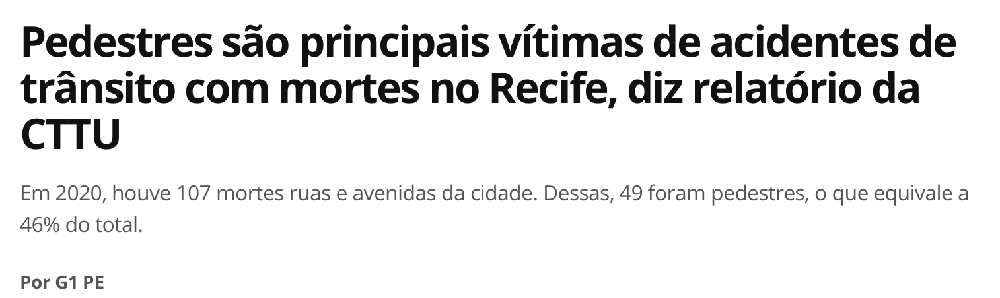 Pedestres são principais vítimas de acidentes de
trânsito com mortes no Recife, diz relatório da
CTTU
Em 2020, houve 107 mortes ruas e avenidas da cidade. Dessas, 49 foram pedestres, o que equivale a
46% do total.
Por G1 PE